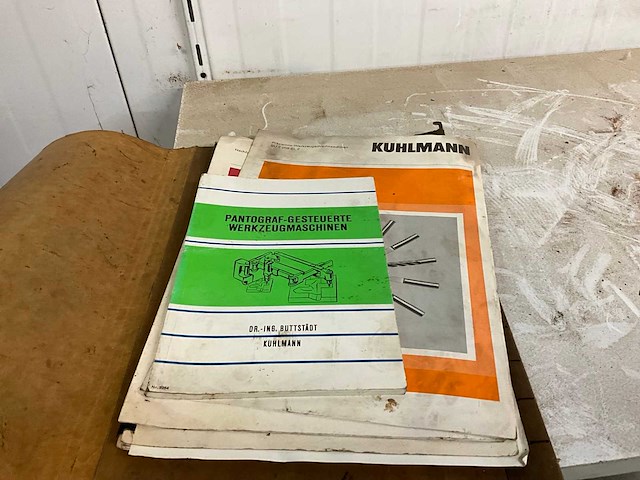 KUHLMANN
PANTOGRAF-GESTEUERTE
WERKZEUGMASCHINEN
DR.-ING. BUTTSTÄDT
KUHLMANN